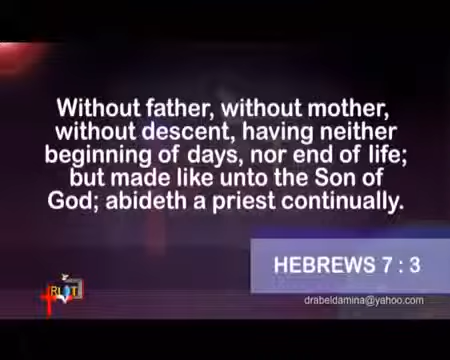 Without father, without mother,
without descent, having neither
beginning of days, nor end of life;
but made like unto the Son of
God; abideth a priest continually.
HEBREWS 7 : 3
drabeldamina@yahoo.com